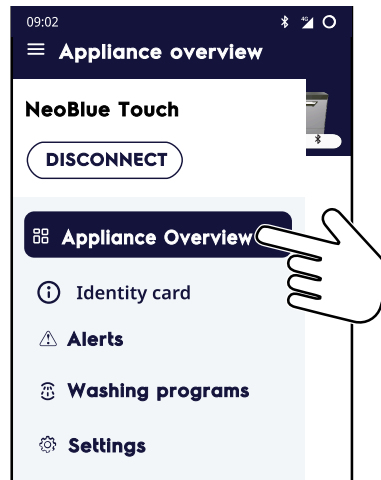 09:02
4G
Appliance overview
NeoBlue Touch
DISCONNECT
Appliance Overview
Identity card
Alerts
Washing programs
Settings